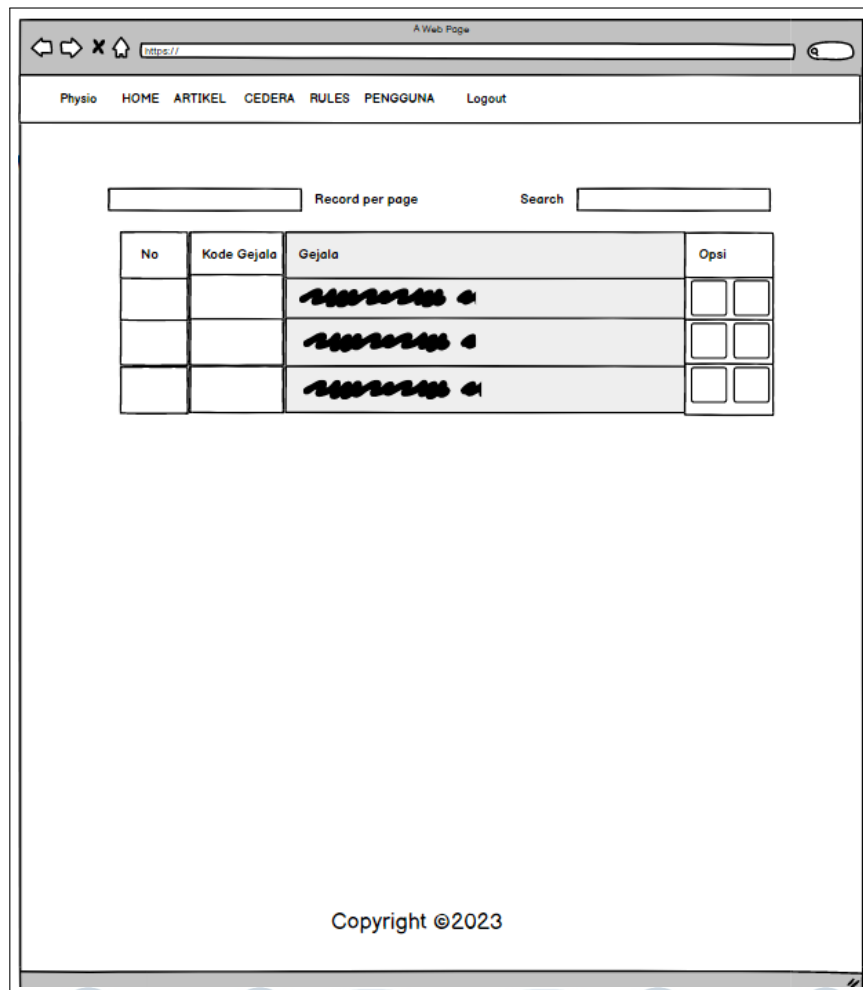 A Web Page
https://
Physio HOME ARTIKEL CEDERA RULES PENGGUNA Logout
Record per page Search
No Kode Gejala Gejala Opsi
Copyright ©2023